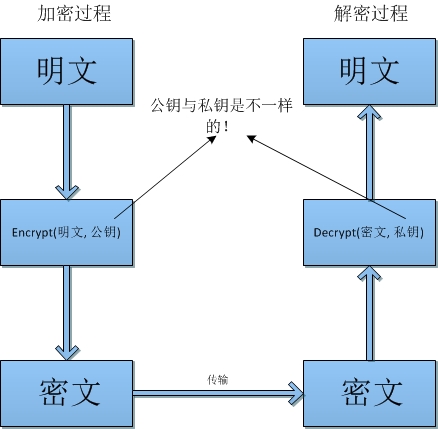 加密过程
解密过程
明文
明文
公钥与私钥是不一样
的！
Encrypt(明文, 公钥)
Decrypt(密文, 私钥)
密文
传输
密文